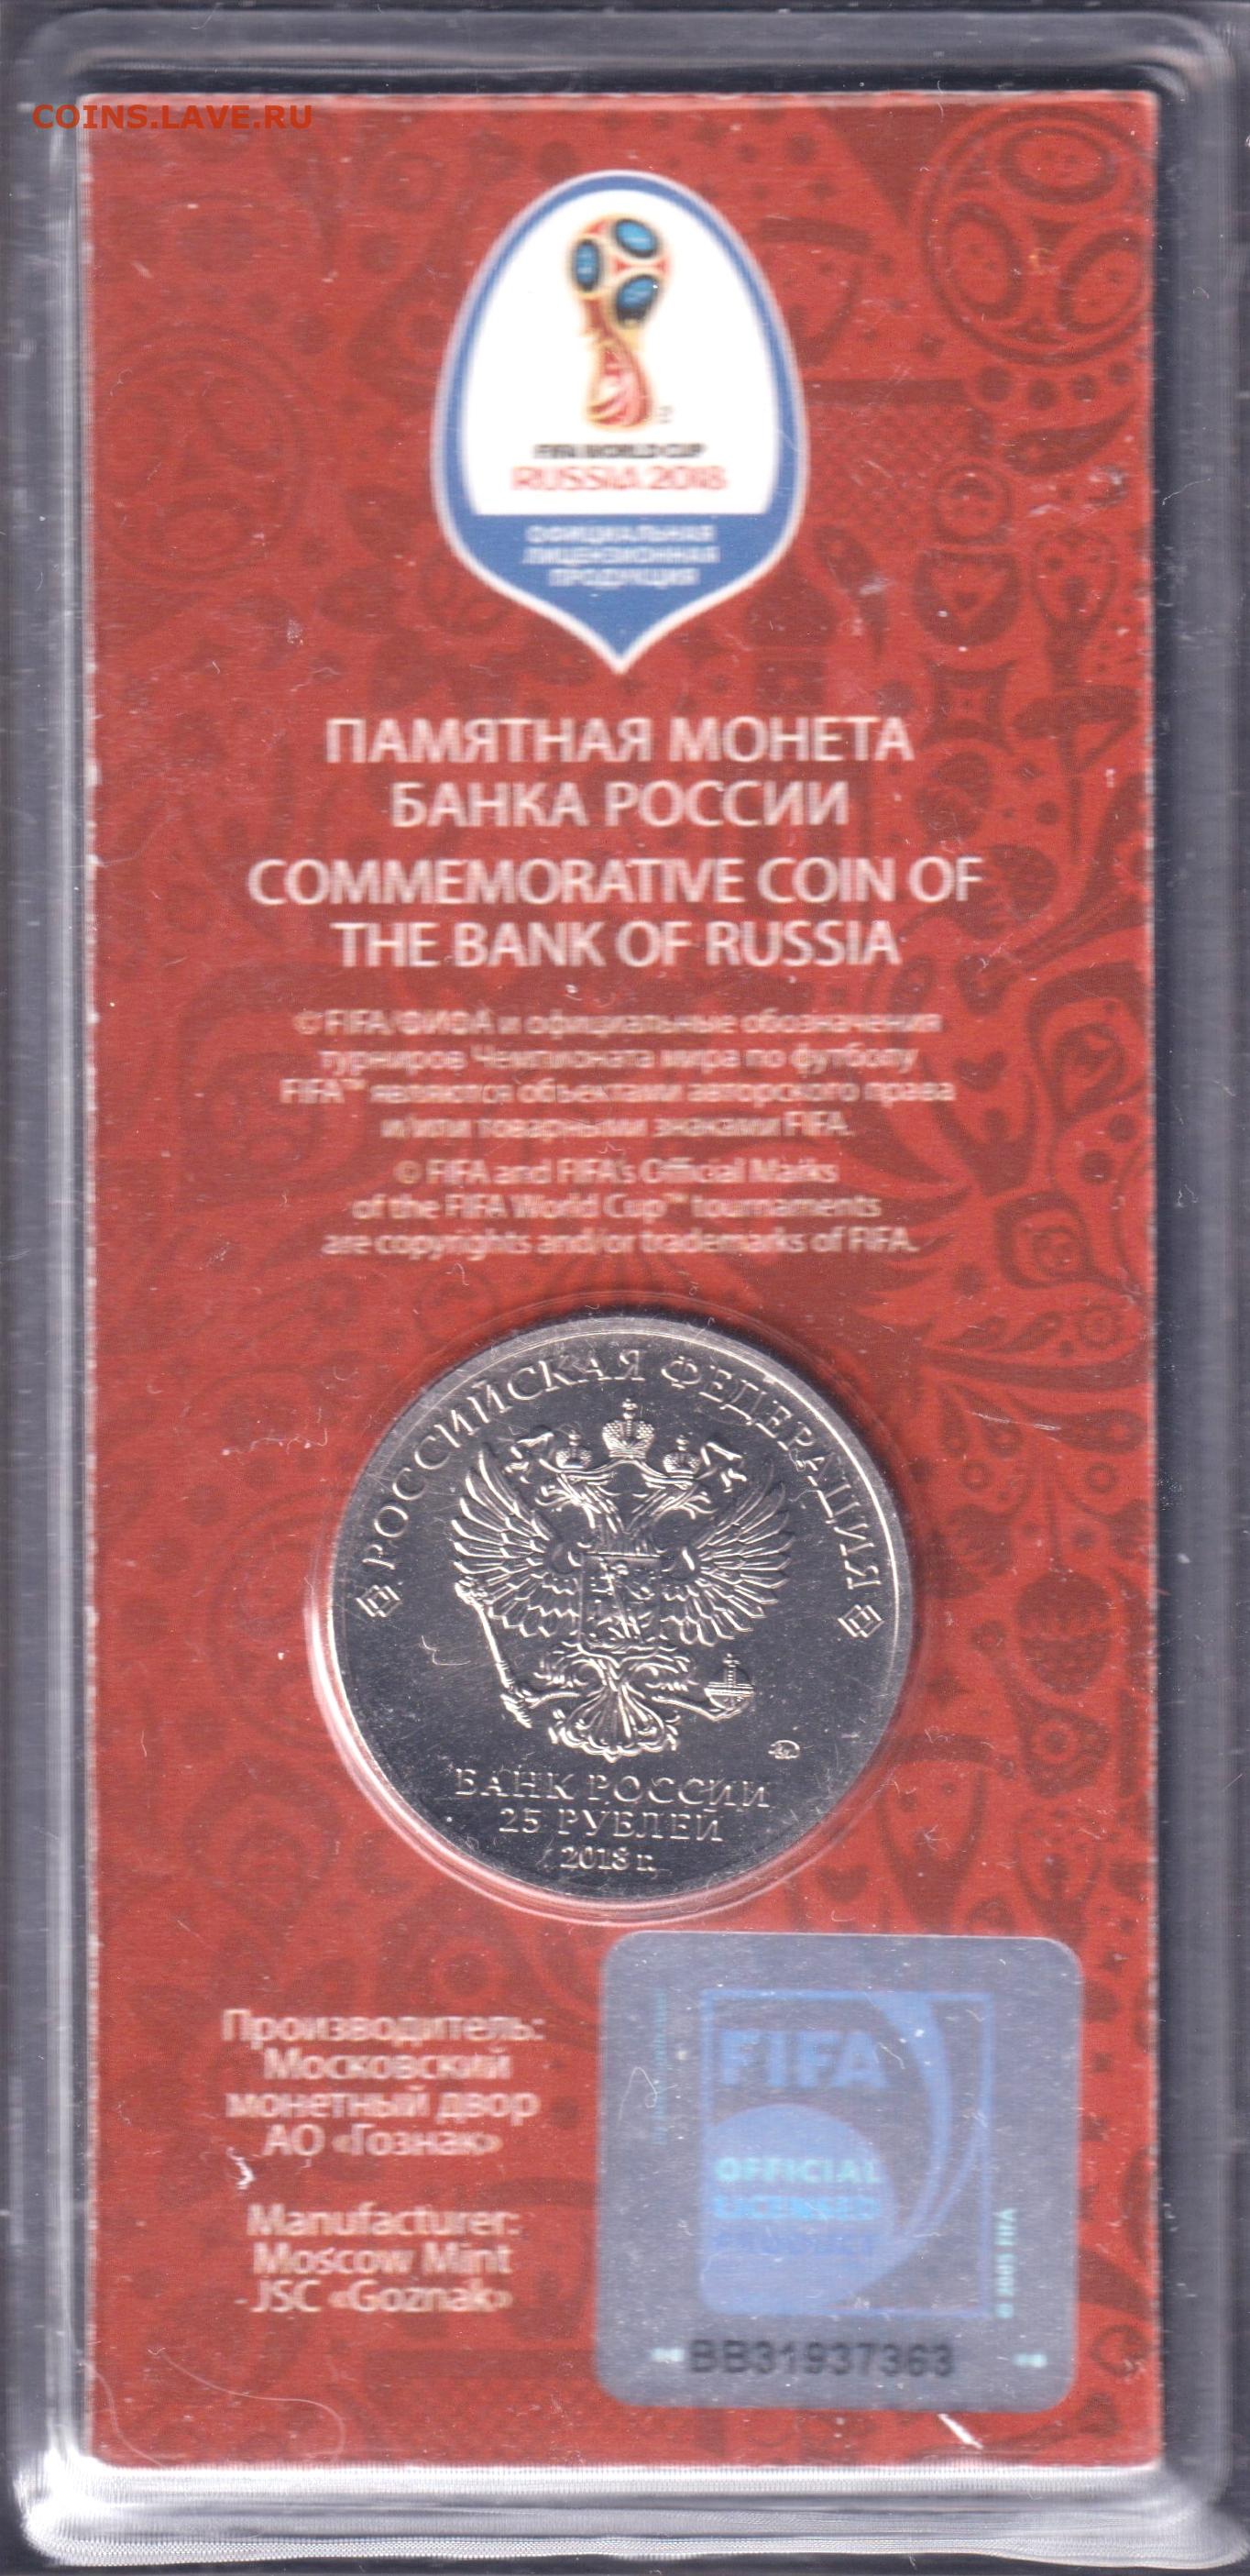 COINS.LAVE.RU
FIFA WORLD CUP
RUSSIA 2018
ОФИЦИАЛЬНАЯ
ЛИЦЕНЗИОННАЯ
ПРОДУКЦИЯ
ПАМЯТНАЯ МОНЕТА
БАНКА РОССИИ
COMMEMORATIVE COIN OF
THE BANK OF RUSSIA
© FIFA/ФИФА и официальные обозначения
турниров Чемпионата мира по футболу
FIFA™ являются объектами авторского права
и/или товарными знаками FIFA.
© FIFA and FIFA's Official Marks
of the FIFA World Cup™ tournaments
are copyrights and/or trademarks of FIFA.
РОССИЙСКАЯ ФЕДЕРАЦИЯ
БАНК РОССИИ
25 РУБЛЕЙ
2018 г.
Производитель:
Московский
монетный двор
АО «Гознак»
Manufacturer:
Moscow Mint
JSC «Goznak»
FIFA
OFFICIAL
LICENSED
PRODUCT
© 2005 FIFA
BB31937363